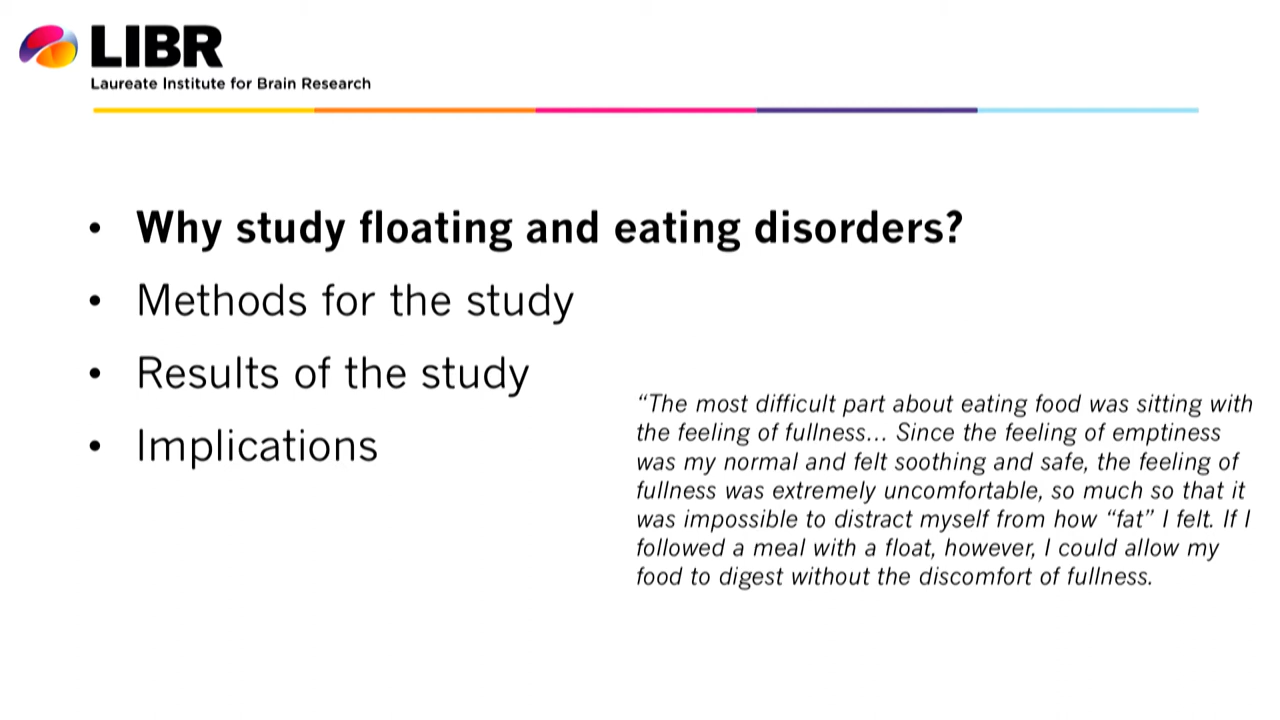 LIBR
Laureate Institute for Brain Research
• Why study floating and eating disorders?
• Methods for the study
• Results of the study
• Implications
“The most difficult part about eating food was sitting with
the feeling of fullness... Since the feeling of emptiness
was my normal and felt soothing and safe, the feeling of
fullness was extremely uncomfortable, so much so that it
was impossible to distract myself from how “fat” I felt. If I
followed a meal with a float, however, I could allow my
food to digest without the discomfort of fullness.